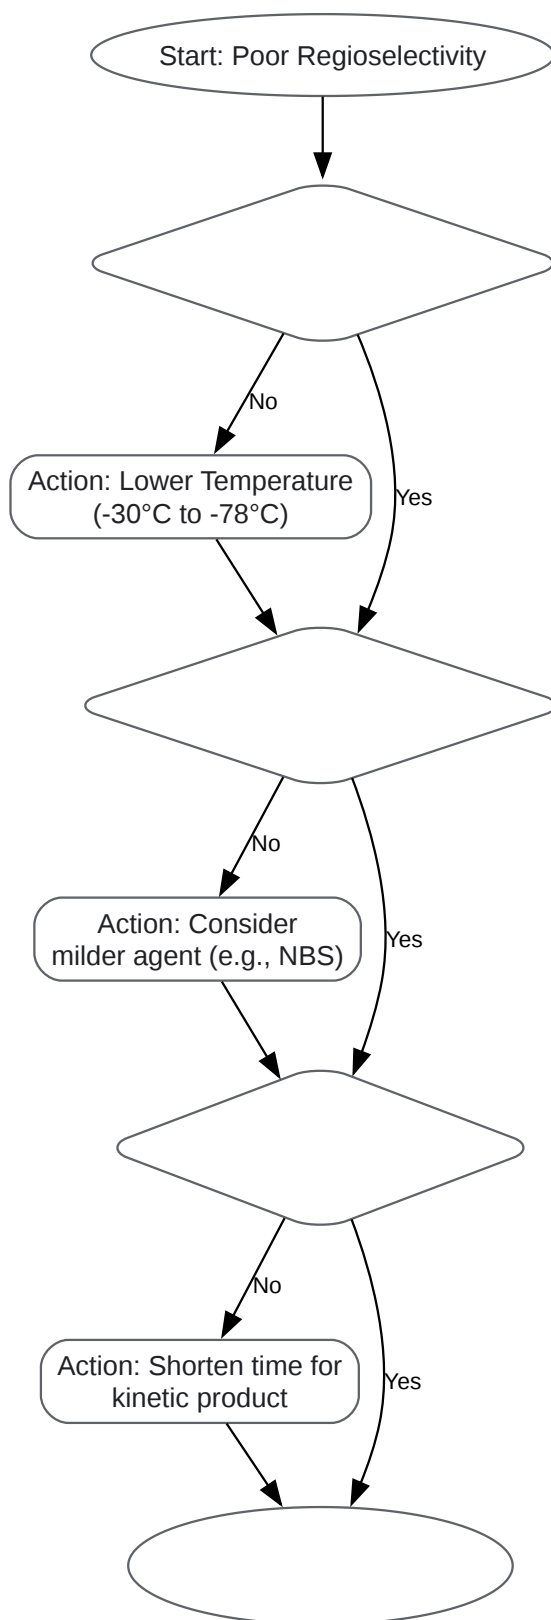 Start: Poor Regioselectivity
No
Action: Lower Temperature
(-30°C to -78°C)
Yes
No
Action: Consider
milder agent (e.g., NBS)
Yes
No
Action: Shorten time for
kinetic product
Yes